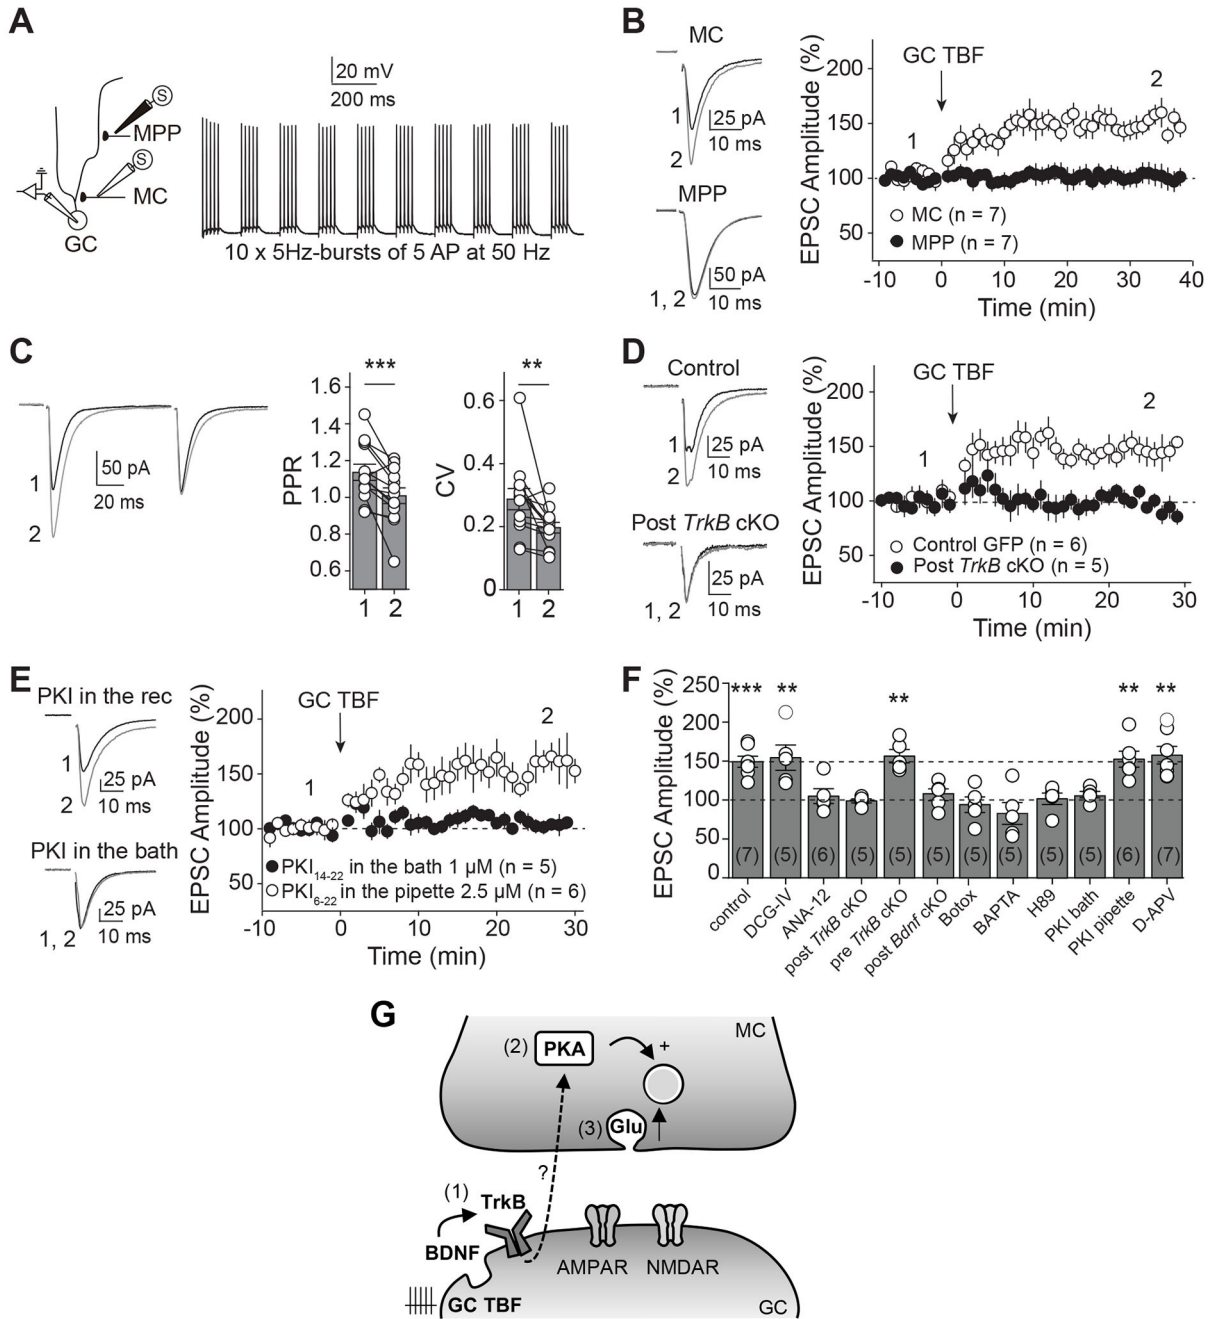 A
20 mV
200 ms
S
MPP
S
MC
GC
10 x 5Hz-bursts of 5 AP at 50 Hz
B
MC
1
2
25 pA
10 ms
MPP
1, 2
50 pA
10 ms
EPSC Amplitude (%)
200
150
100
50
GC TBF
1
2
MC (n = 7)
MPP (n = 7)
-10 0 10 20 30 40
Time (min)
C
1
2
50 pA
20 ms
PPR
1.6
1.4
1.2
1.0
0.8
0.6
***
1 2
CV
0.6
0.4
0.2
0
**
1 2
D
Control
1
2
25 pA
10 ms
Post TrkB cKO
1, 2
25 pA
10 ms
EPSC Amplitude (%)
200
150
100
50
GC TBF
1
2
Control GFP (n = 6)
Post TrkB cKO (n = 5)
-10 0 10 20 30
Time (min)
E
PKI in the rec
1
2
25 pA
10 ms
PKI in the bath
1, 2
25 pA
10 ms
EPSC Amplitude (%)
200
150
100
50
GC TBF
1
2
PKI14-22 in the bath 1 µM (n = 5)
PKI6-22 in the pipette 2.5 µM (n = 6)
-10 0 10 20 30
Time (min)
F
EPSC Amplitude (%)
250
200
150
100
50
0
*** ** ** ** **
(7) (5) (6) (5) (5) (5) (5) (5) (5) (5) (6) (7)
control
DCG-IV
ANA-12
post TrkB cKO
pre TrkB cKO
post Bdnf cKO
Botox
BAPTA
H89
PKI bath
PKI pipette
D-APV
G
MC
(2) PKA
+
(3) Glu
?
(1)
TrkB
BDNF
AMPAR NMDAR
GC TBF
GC